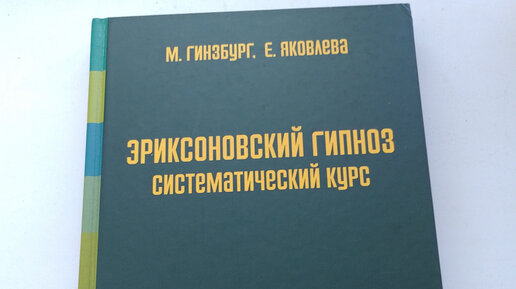 М. ГИНЗБУРГ, Е. ЯКОВЛЕВА
ЭРИКСОНОВСКИЙ ГИПНОЗ
СИСТЕМАТИЧЕСКИЙ КУРС